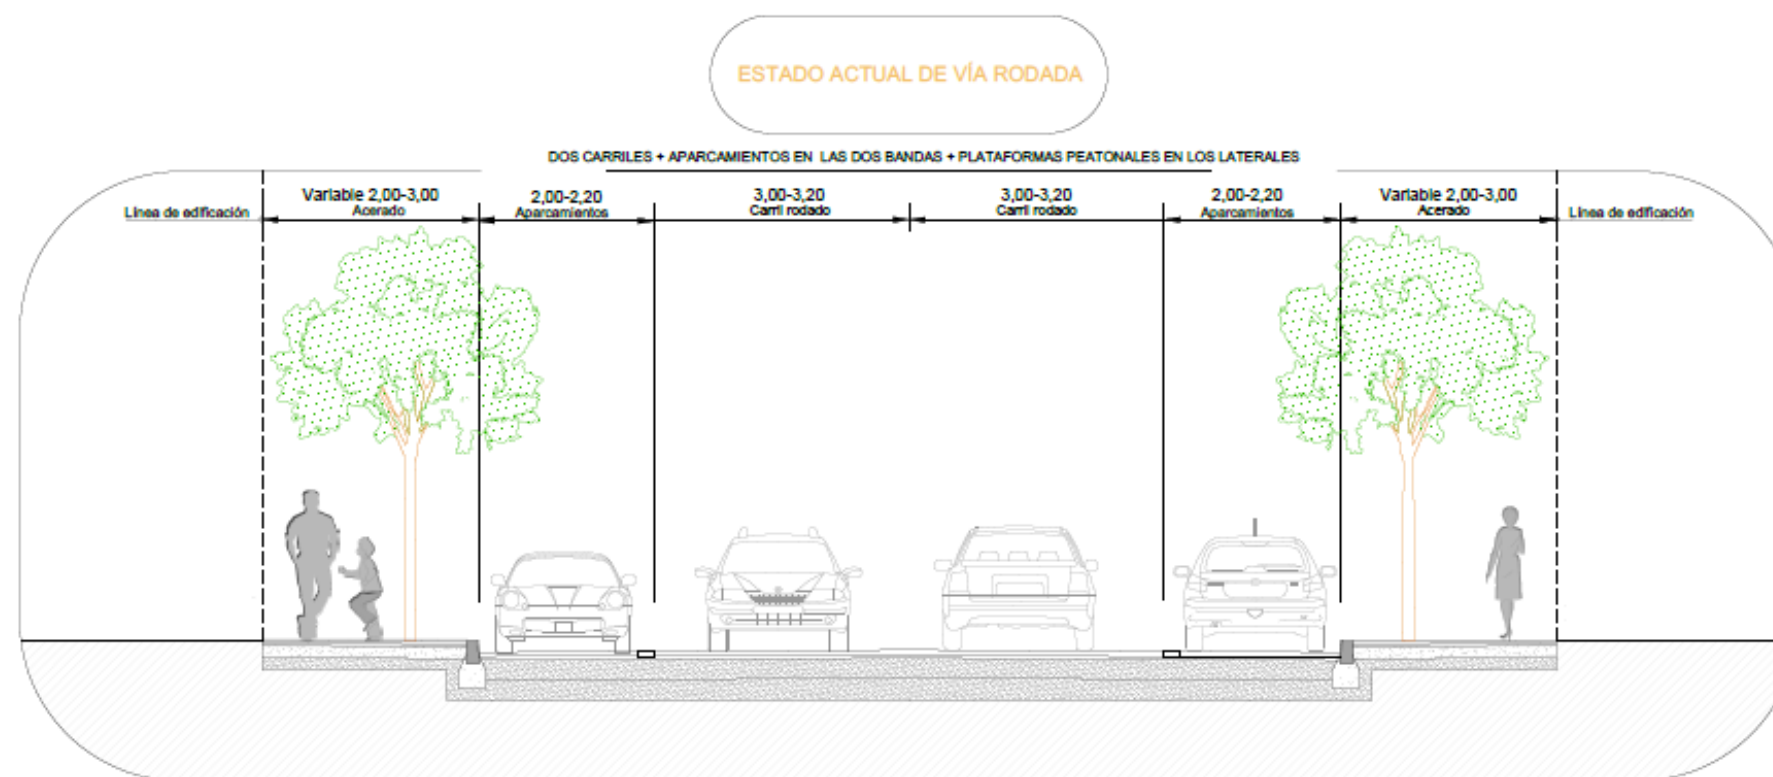 ESTADO ACTUAL DE VÍA RODADA
DOS CARRILES + APARCAMIENTOS EN LAS DOS BANDAS + PLATAFORMAS PEATONALES EN LOS LATERALES
Variable 2,00-3,00 2,00-2,20 3,00-3,20 3,00-3,20 2,00-2,20 Variable 2,00-3,00
Línea de edificación Acerado Aparcamientos Carril rodado Carril rodado Aparcamientos Acerado Línea de edificación